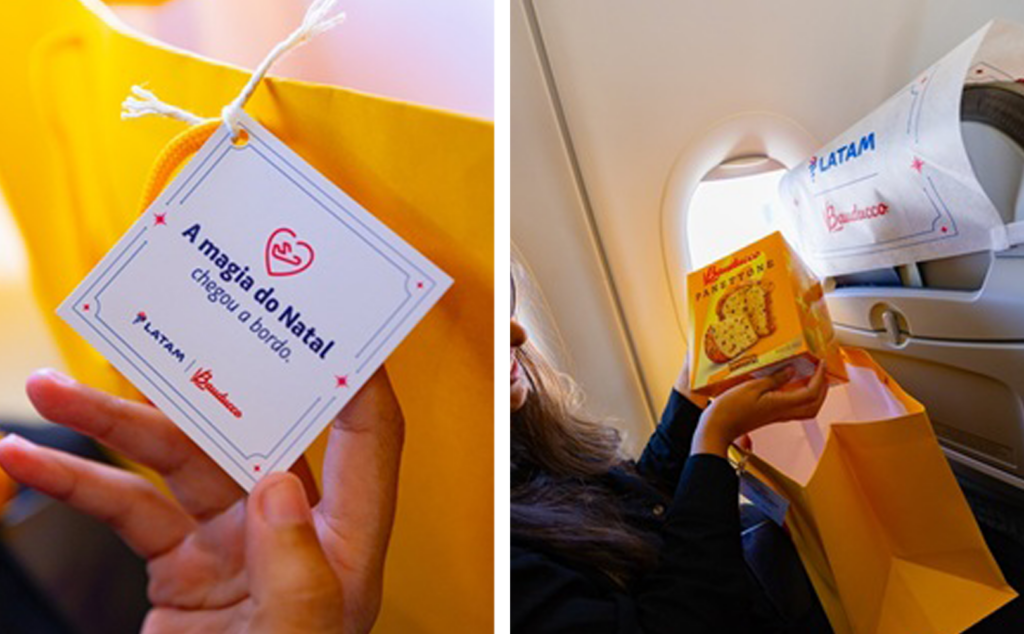 A magia do Natal
chegou a bordo.
LATAM | Bauducco
LATAM
Bauducco
Bauducco
PANETTONE